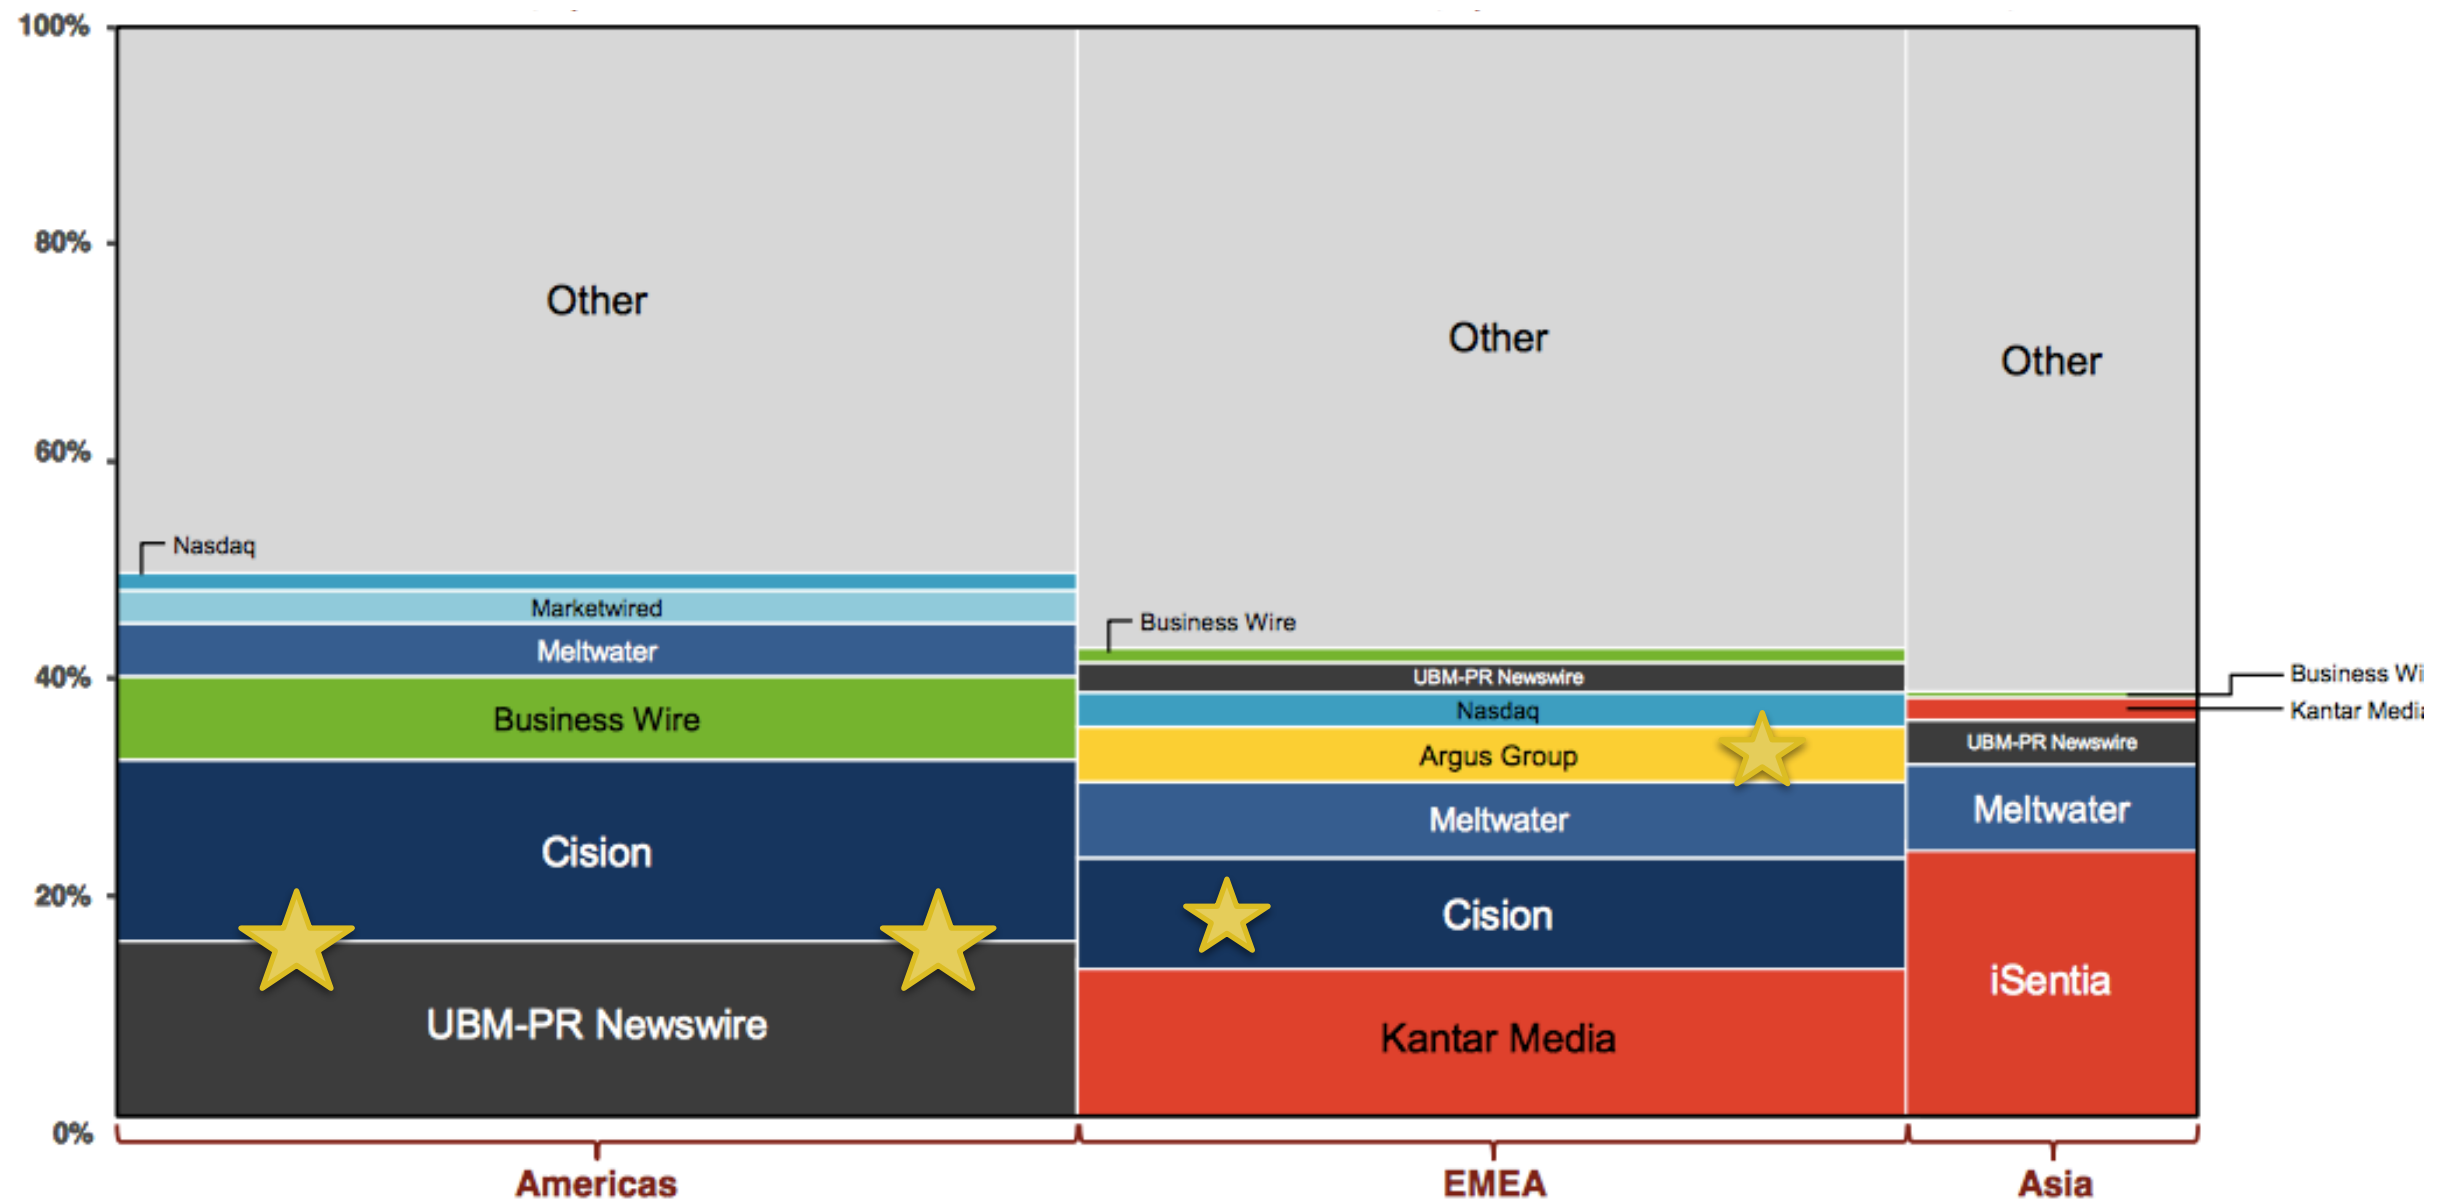 100%
80%
60%
40%
20%
0%
Other
Nasdaq
Marketwired
Meltwater
Business Wire
Cision
UBM-PR Newswire
Other
Business Wire
UBM-PR Newswire
Nasdaq
Argus Group
Meltwater
Cision
Kantar Media
Other
Business Wi
Kantar Media
UBM-PR Newswire
Meltwater
iSentia
Americas
EMEA
Asia